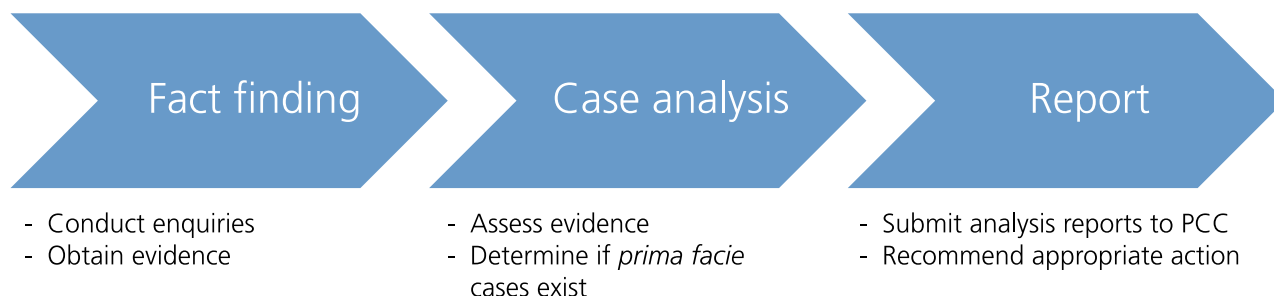 Fact finding
- Conduct enquiries
- Obtain evidence
Case analysis
- Assess evidence
- Determine if prima facie
cases exist
Report
- Submit analysis reports to PCC
- Recommend appropriate action